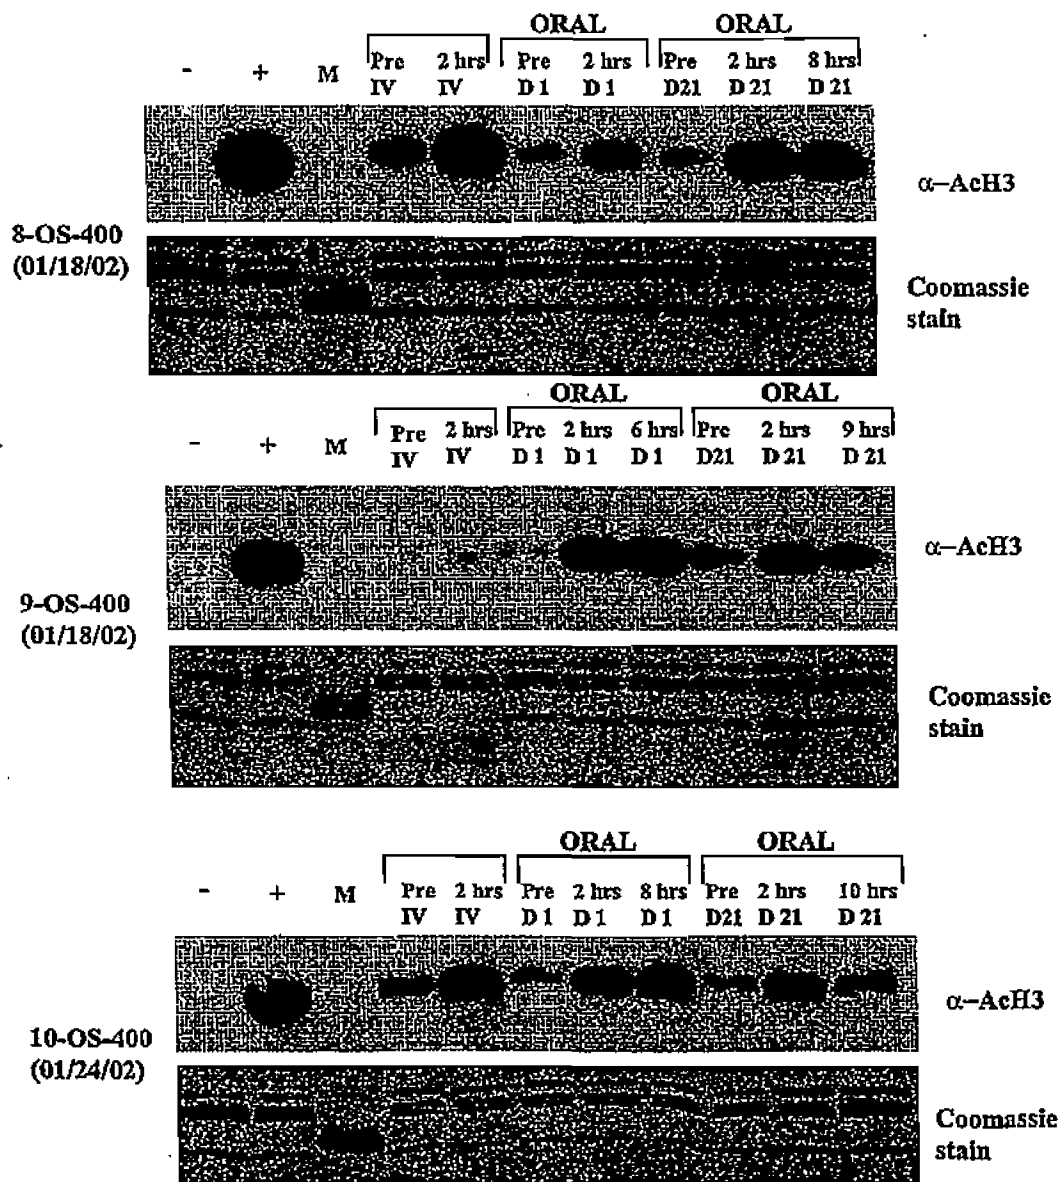 ORAL ORAL
- + M Pre IV 2 hrs IV Pre D 1 2 hrs D 1 Pre D21 2 hrs D 21 8 hrs D 21
α–AcH3
8-OS-400
(01/18/02)
Coomassie
stain
ORAL ORAL
- + M Pre IV 2 hrs IV Pre D 1 2 hrs D 1 6 hrs D 1 Pre D21 2 hrs D 21 9 hrs D 21
α–AcH3
9-OS-400
(01/18/02)
Coomassie
stain
ORAL ORAL
- + M Pre IV 2 hrs IV Pre D 1 2 hrs D 1 8 hrs D 1 Pre D21 2 hrs D 21 10 hrs D 21
α–AcH3
10-OS-400
(01/24/02)
Coomassie
stain